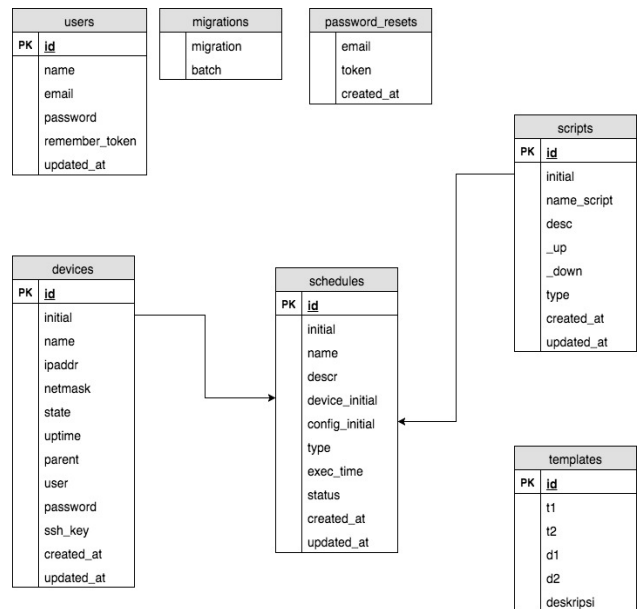 users
PK id
name
email
password
remember_token
updated_at
migrations
migration
batch
password_resets
email
token
created_at
scripts
PK id
initial
name_script
desc
_up
_down
type
created_at
updated_at
devices
PK id
initial
name
ipaddr
netmask
state
uptime
parent
user
password
ssh_key
created_at
updated_at
schedules
PK id
initial
name
descr
device_initial
config_initial
type
exec_time
status
created_at
updated_at
templates
PK id
t1
t2
d1
d2
deskripsi